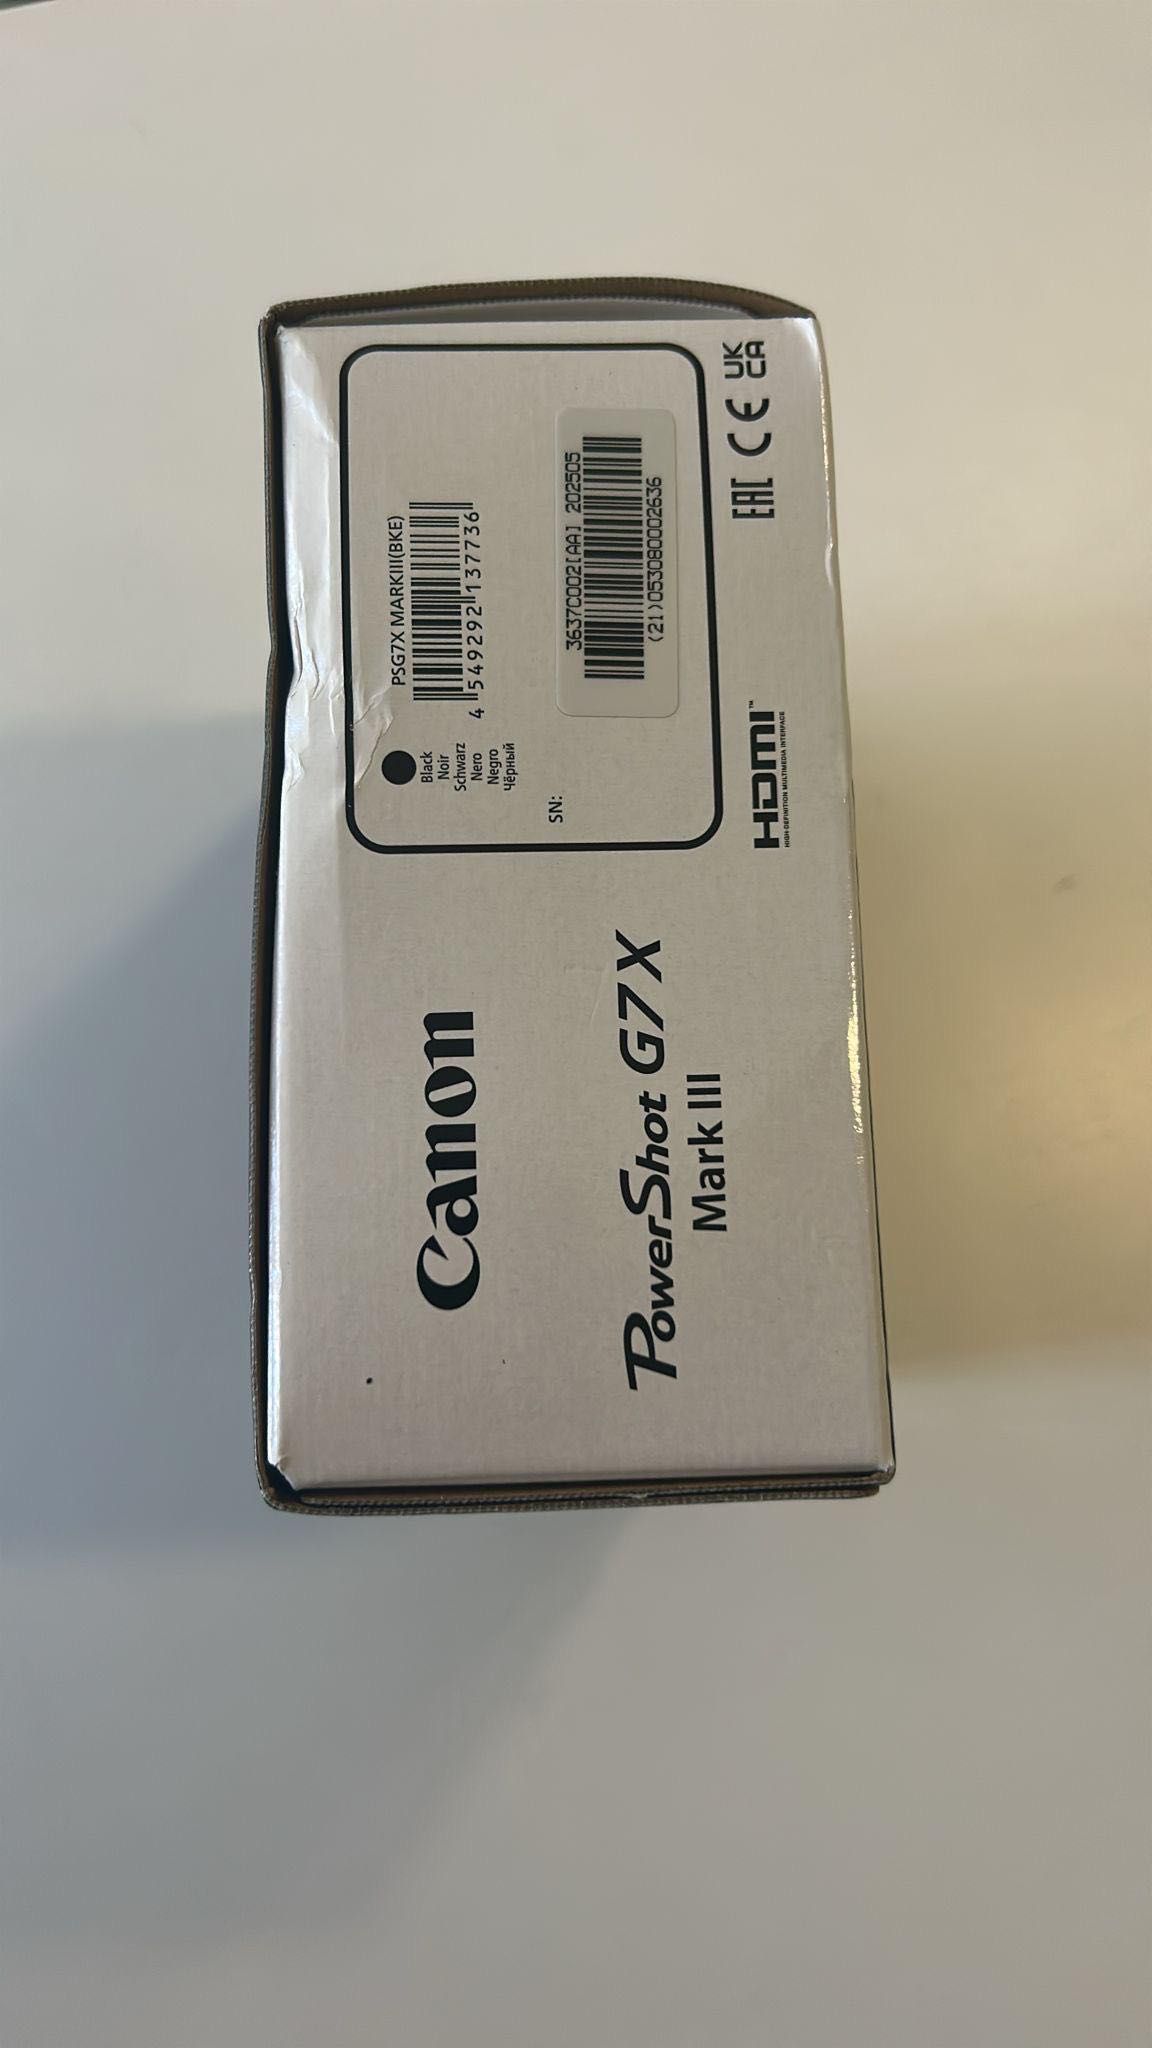 Canon
PowerShot G7 X
Mark III
PSG7X MARKIII(BKE)
4 549292 137736
Black
Noir
Schwarz
Nero
Negro
Чёрный
SN:
3637C002[AA] 202505
(21)053080002636
HDMI™
HIGH-DEFINITION MULTIMEDIA INTERFACE
EAC CE UK
CA